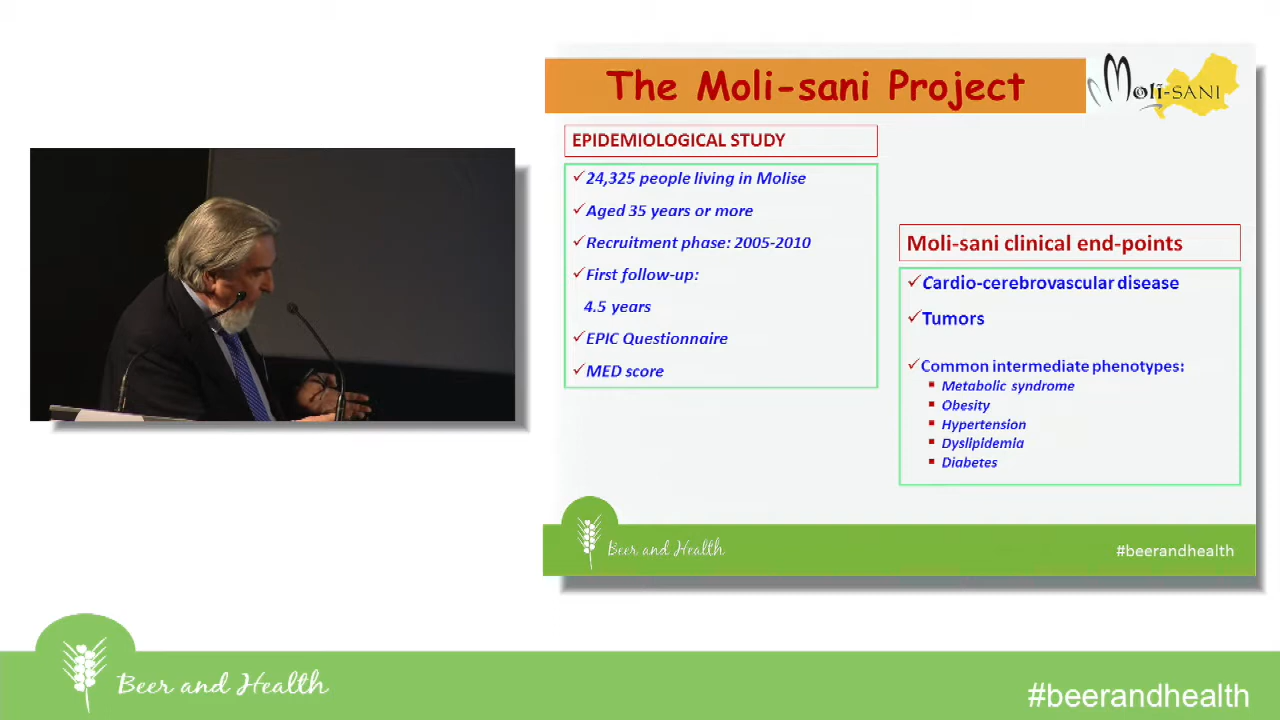 The Moli-sani Project
Moli-SANI
EPIDEMIOLOGICAL STUDY
24,325 people living in Molise
Aged 35 years or more
Recruitment phase: 2005-2010
First follow-up:
4.5 years
EPIC Questionnaire
MED score
Moli-sani clinical end-points
Cardio-cerebrovascular disease
Tumors
Common intermediate phenotypes:
Metabolic syndrome
Obesity
Hypertension
Dyslipidemia
Diabetes
Beer and Health
#beerandhealth
Beer and Health
#beerandhealth